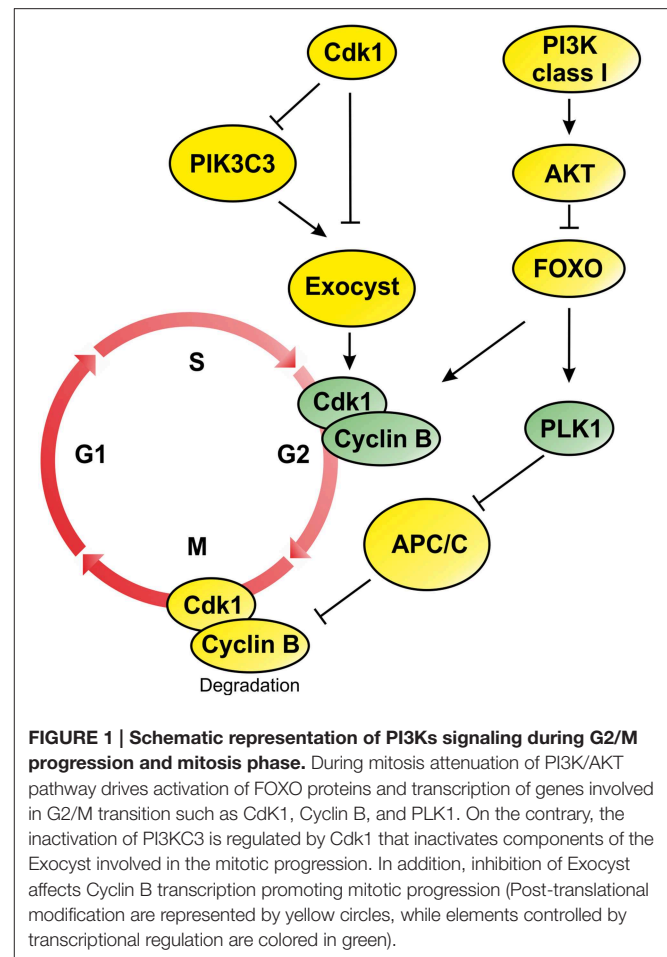 Cdk1
PI3K
class I
PIK3C3
AKT
Exocyst
FOXO
S
Cdk1
Cyclin B
PLK1
G1
G2
M
APC/C
Cdk1
Cyclin B
Degradation
FIGURE 1 | Schematic representation of PI3Ks signaling during G2/M
progression and mitosis phase. During mitosis attenuation of PI3K/AKT
pathway drives activation of FOXO proteins and transcription of genes involved
in G2/M transition such as CdK1, Cyclin B, and PLK1. On the contrary, the
inactivation of PI3KC3 is regulated by Cdk1 that inactivates components of the
Exocyst involved in the mitotic progression. In addition, inhibition of Exocyst
affects Cyclin B transcription promoting mitotic progression (Post-translational
modification are represented by yellow circles, while elements controlled by
transcriptional regulation are colored in green).